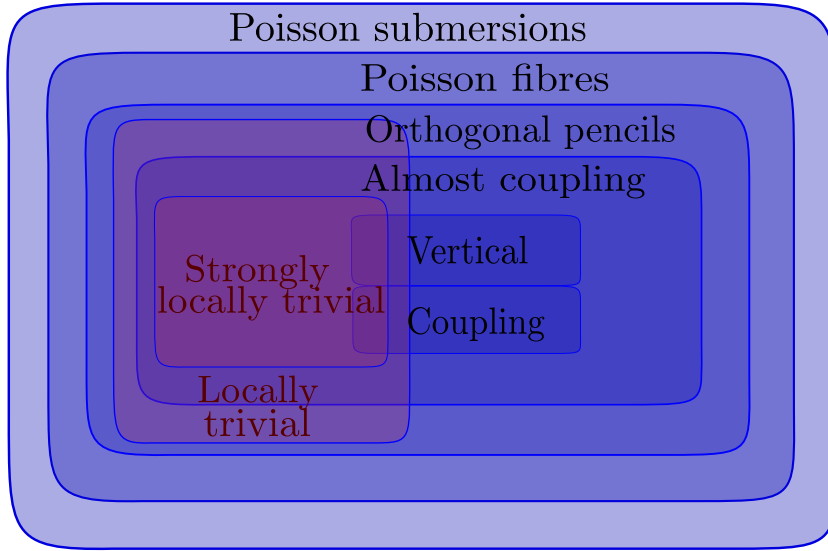 Poisson submersions
Poisson fibres
Orthogonal pencils
Almost coupling
Vertical
Strongly
locally trivial
Coupling
Locally
trivial